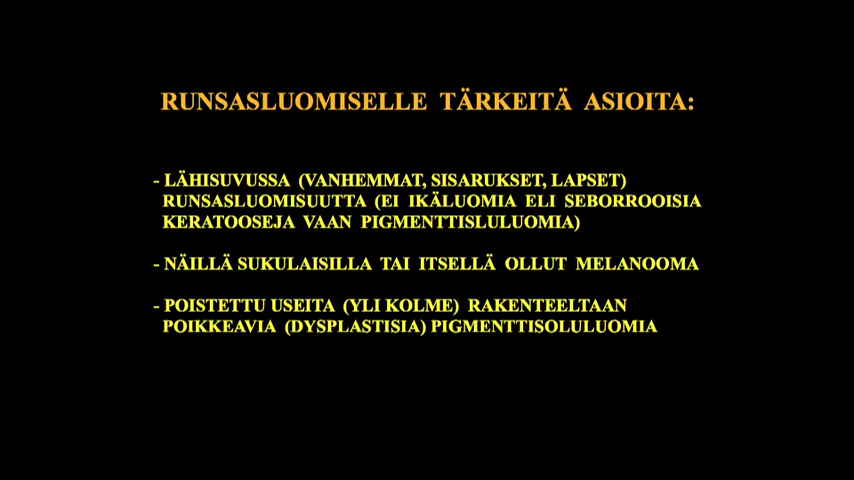 RUNSASLUOMISELLE TÄRKEITÄ ASIOITA:
- LÄHISUVUSSA (VANHEMMAT, SISARUKSET, LAPSET)
RUNSASLUOMISUUTTA (EI IKÄLUOMIA ELI SEBORROOISIA
KERATOOSEJA VAAN PIGMENTTISLULUOMIA)
- NÄILLÄ SUKULAISILLA TAI ITSELLÄ OLLUT MELANOOMA
- POISTETTU USEITA (YLI KOLME) RAKENTEELTAAN
POIKKEAVIA (DYSPLASTISIA) PIGMENTTISOLULUOMIA